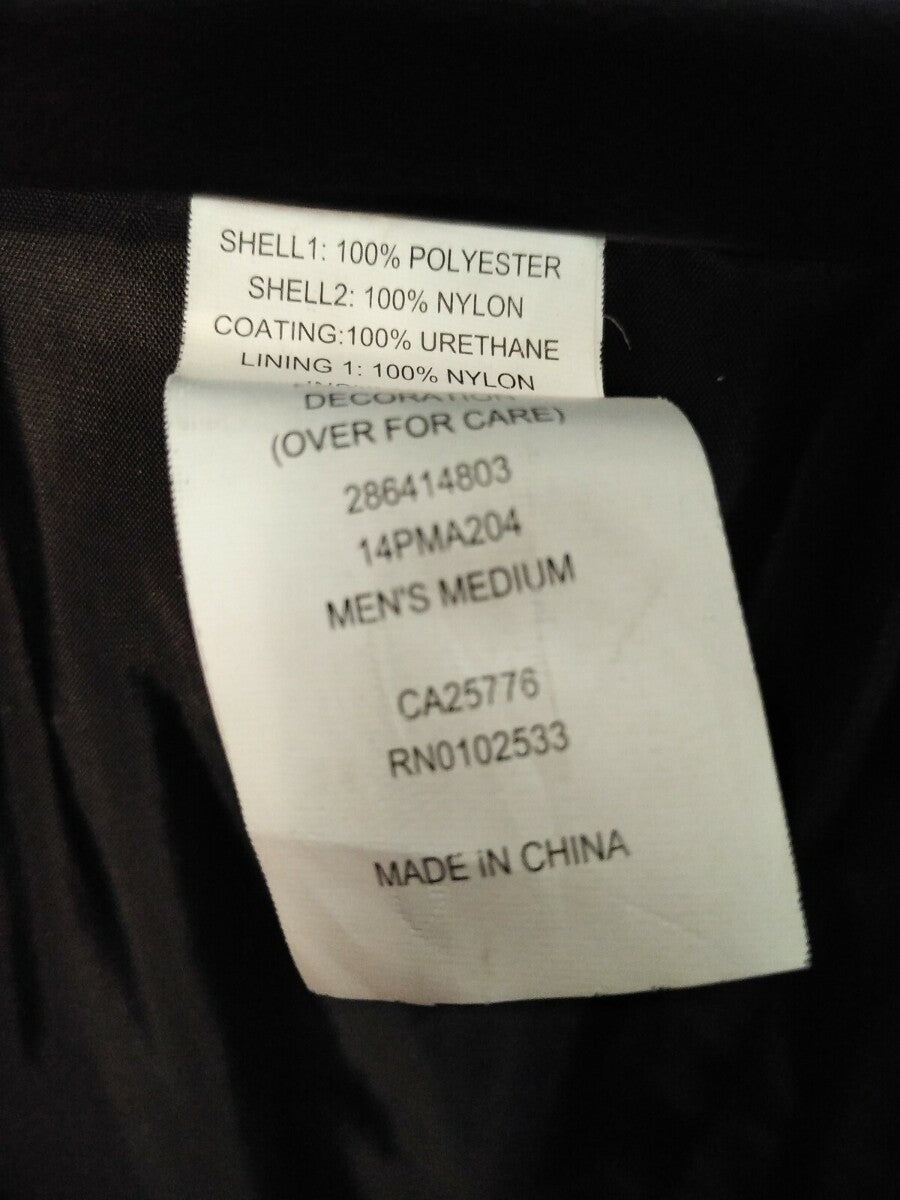 SHELL1: 100% POLYESTER
SHELL2: 100% NYLON
COATING:100% URETHANE
LINING 1: 100% NYLON
DECORATION
(OVER FOR CARE)
286414803
14PMA204
MEN'S MEDIUM
CA25776
RN0102533
MADE iN CHINA